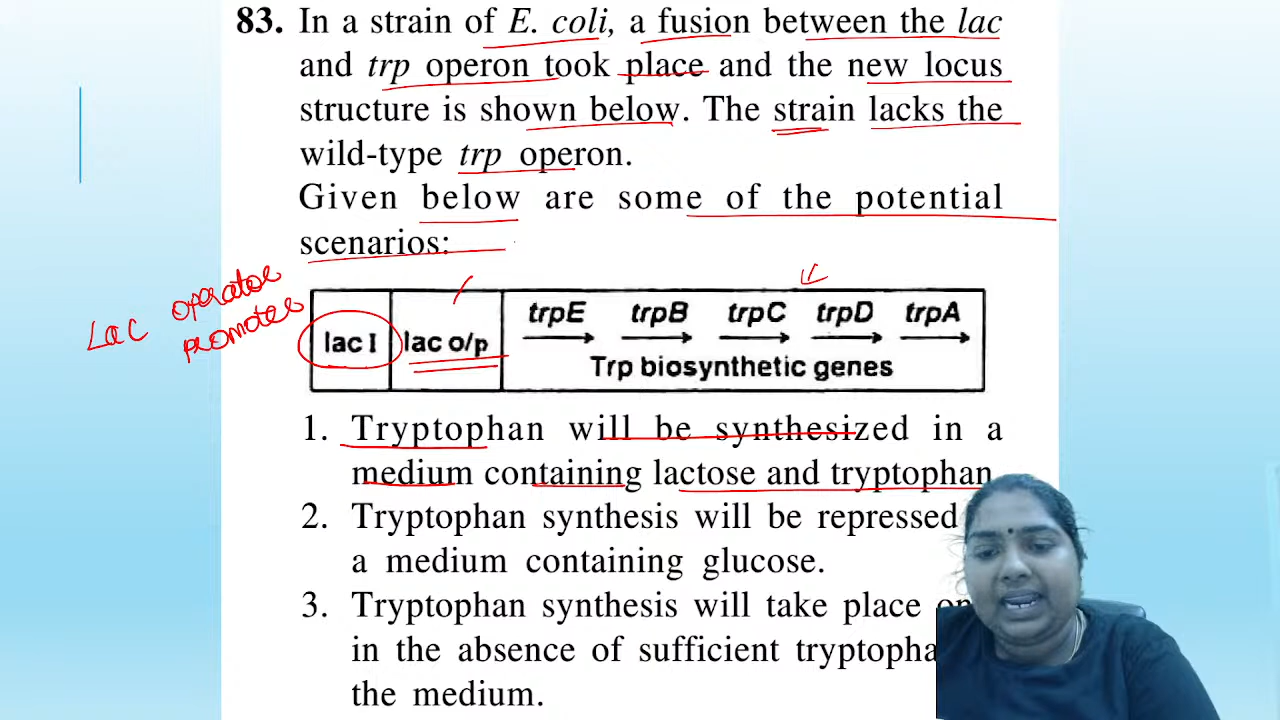 83. In a strain of E. coli, a fusion between the lac
and trp operon took place and the new locus
structure is shown below. The strain lacks the
wild-type trp operon.
Given below are some of the potential
scenarios:
Lac operator
promoter
lac I
lac o/p
trpE trpB trpC trpD trpA
Trp biosynthetic genes
1. Tryptophan will be synthesized in a
medium containing lactose and tryptophan
2. Tryptophan synthesis will be repressed
a medium containing glucose.
3. Tryptophan synthesis will take place
in the absence of sufficient
the medium.